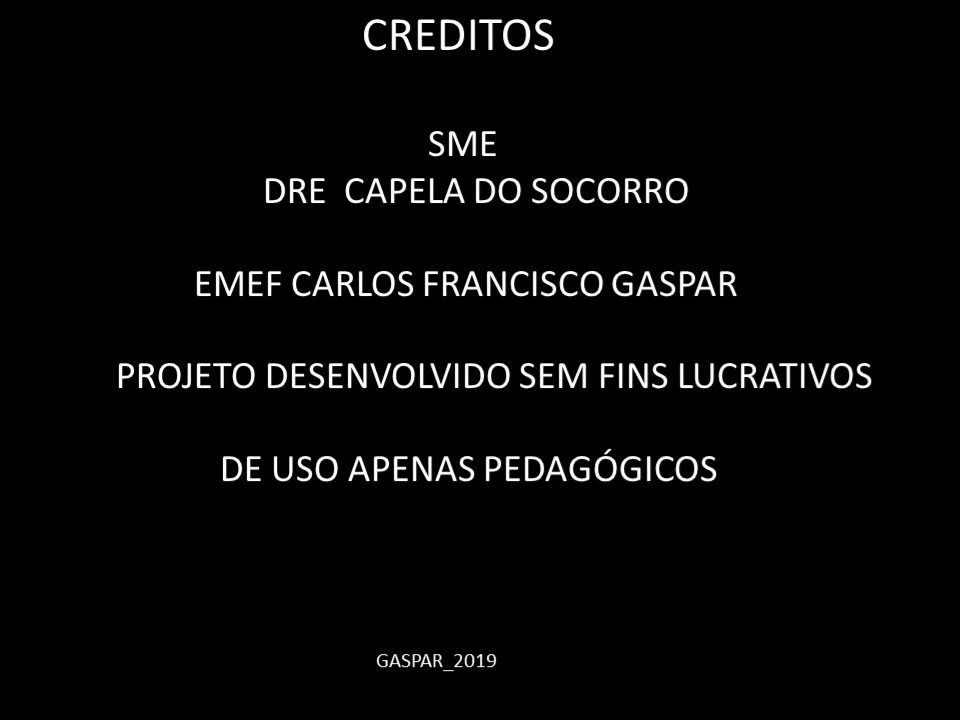 CREDITOS
SME
DRE CAPELA DO SOCORRO
EMEF CARLOS FRANCISCO GASPAR
PROJETO DESENVOLVIDO SEM FINS LUCRATIVOS
DE USO APENAS PEDAGÓGICOS
GASPAR_2019